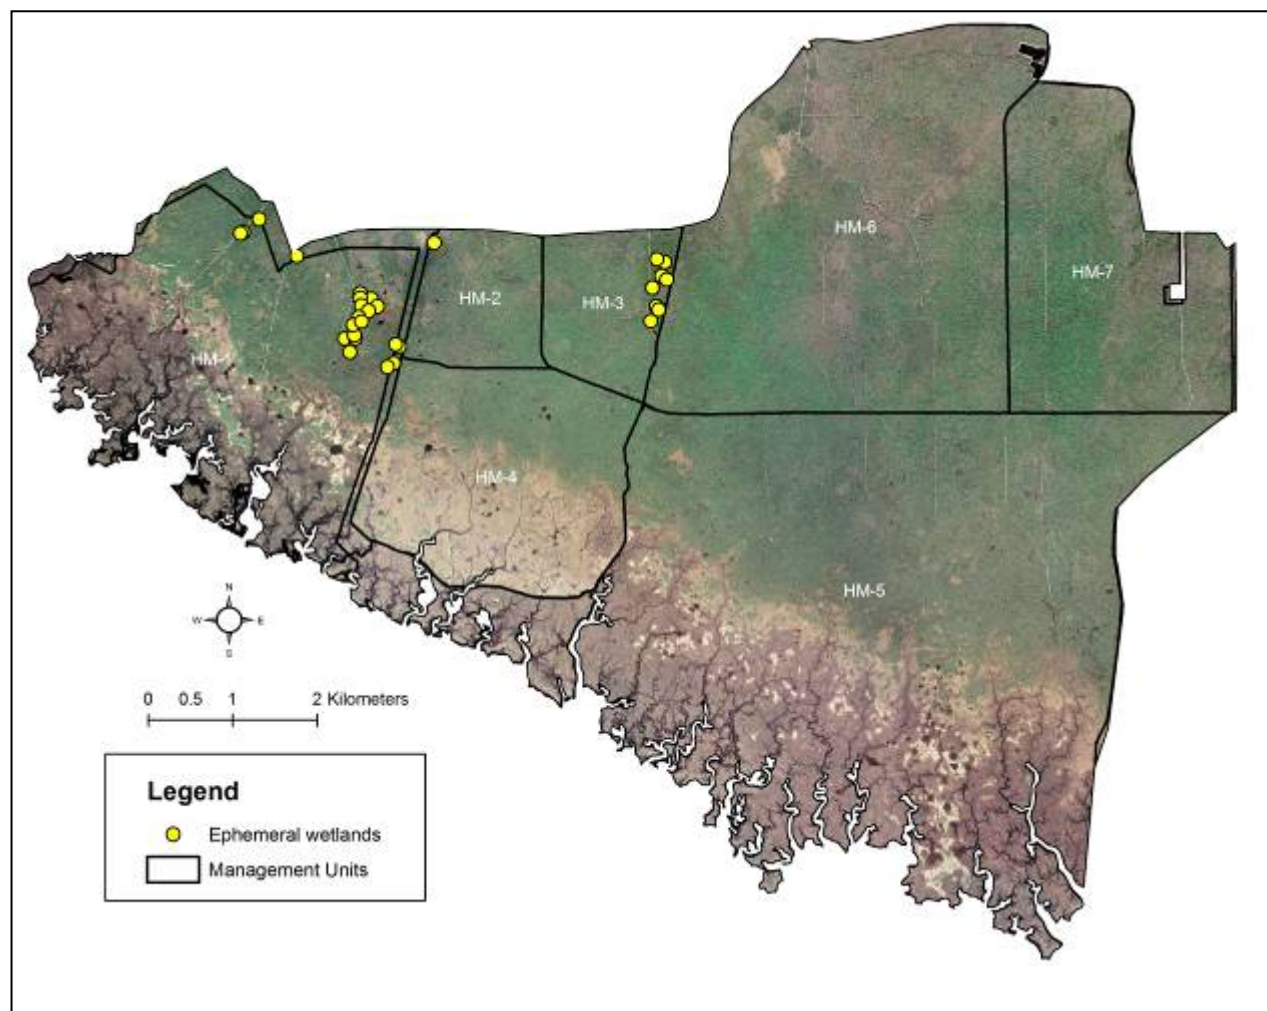 HM-6
HM-7
HM-2
HM-3
HM-1
HM-4
HM-5
N
W E
S
0 0.5 1 2 Kilometers
Legend
Ephemeral wetlands
Management Units